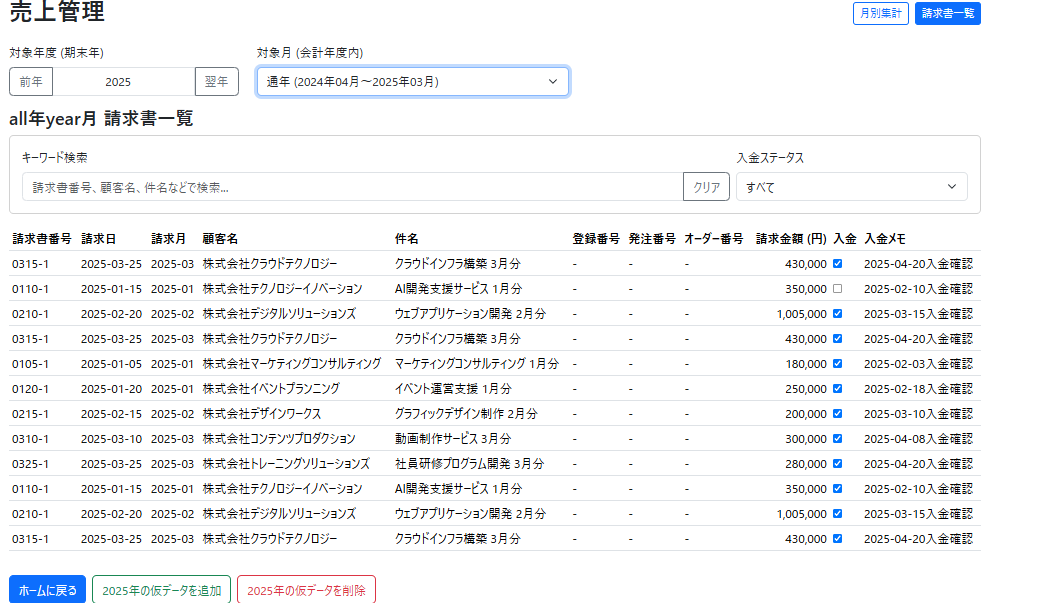 売上管理
月別集計 請求書一覧
対象年度 (期末年) 対象月 (会計年度内)
前年 2025 翌年 通年 (2024年04月～2025年03月)
all年year月 請求書一覧
キーワード検索 入金ステータス
請求書番号、顧客名、件名などで検索... クリア すべて
請求書番号 請求日 請求月 顧客名 件名 登録番号 発注番号 オーダー番号 請求金額 (円) 入金 入金メモ
0315-1 2025-03-25 2025-03 株式会社クラウドテクノロジー クラウドインフラ構築 3月分 - - - 430,000 2025-04-20入金確認
0110-1 2025-01-15 2025-01 株式会社テクノロジーイノベーション AI開発支援サービス 1月分 - - - 350,000 2025-02-10入金確認
0210-1 2025-02-20 2025-02 株式会社デジタルソリューションズ ウェブアプリケーション開発 2月分 - - - 1,005,000 2025-03-15入金確認
0315-1 2025-03-25 2025-03 株式会社クラウドテクノロジー クラウドインフラ構築 3月分 - - - 430,000 2025-04-20入金確認
0105-1 2025-01-05 2025-01 株式会社マーケティングコンサルティング マーケティングコンサルティング 1月分 - - - 180,000 2025-02-03入金確認
0120-1 2025-01-20 2025-01 株式会社イベントプランニング イベント運営支援 1月分 - - - 250,000 2025-02-18入金確認
0215-1 2025-02-15 2025-02 株式会社デザインワークス グラフィックデザイン制作 2月分 - - - 200,000 2025-03-10入金確認
0310-1 2025-03-10 2025-03 株式会社コンテンツプロダクション 動画制作サービス 3月分 - - - 300,000 2025-04-08入金確認
0325-1 2025-03-25 2025-03 株式会社トレーニングソリューションズ 社員研修プログラム開発 3月分 - - - 280,000 2025-04-20入金確認
0110-1 2025-01-15 2025-01 株式会社テクノロジーイノベーション AI開発支援サービス 1月分 - - - 350,000 2025-02-10入金確認
0210-1 2025-02-20 2025-02 株式会社デジタルソリューションズ ウェブアプリケーション開発 2月分 - - - 1,005,000 2025-03-15入金確認
0315-1 2025-03-25 2025-03 株式会社クラウドテクノロジー クラウドインフラ構築 3月分 - - - 430,000 2025-04-20入金確認
ホームに戻る 2025年の仮データを追加 2025年の仮データを削除